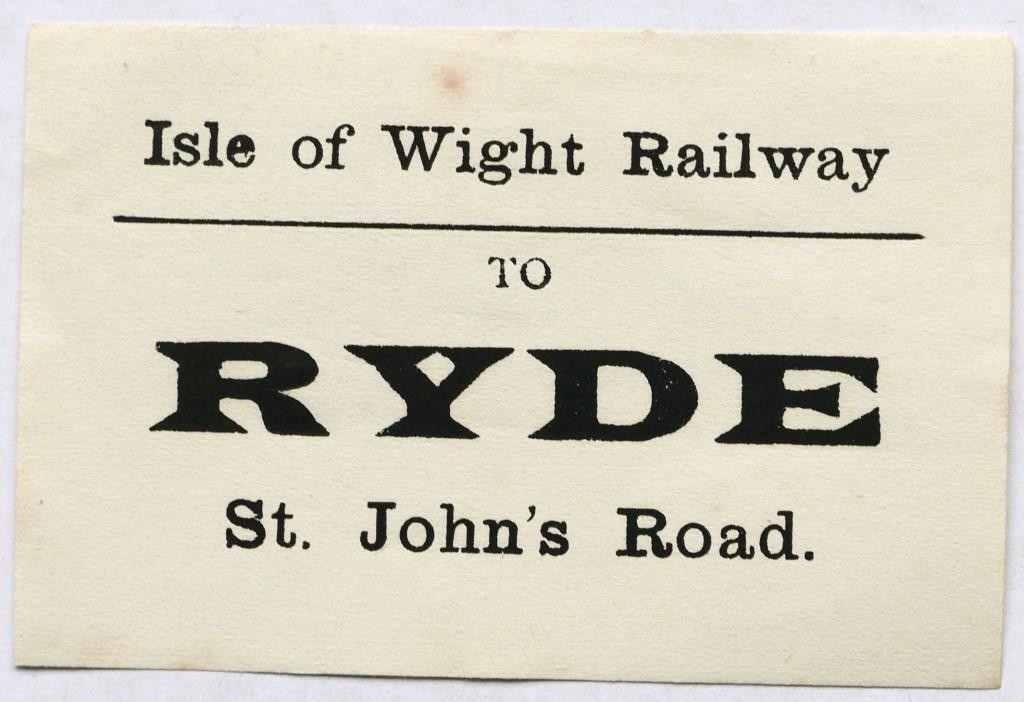 Isle of Wight Railway
TO
RYDE
St. John's Road.